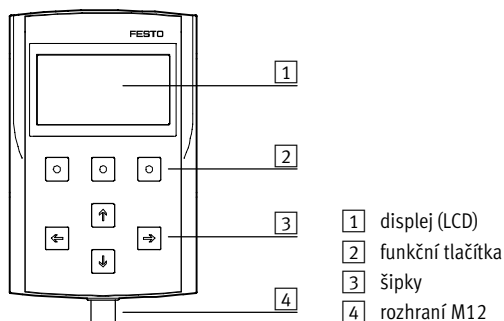 FESTO
1
2
3
4
1 displej (LCD)
2 funkční tlačítka
3 šipky
4 rozhraní M12